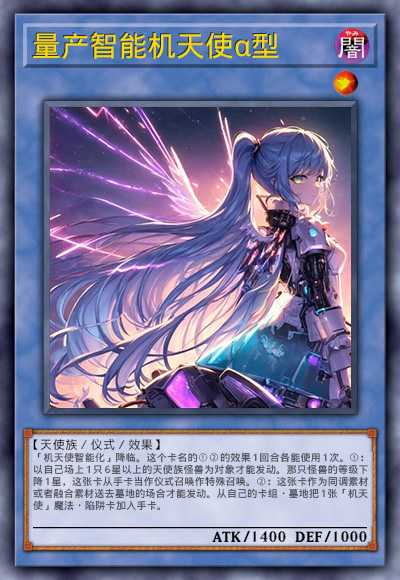 量产智能机天使α型
やみ
闇
【天使族／仪式／效果】
「机天使智能化」降临。这个卡名的①②的效果1回合各能使用1次。①：
以自己场上1只6星以上的天使族怪兽为对象才能发动。那只怪兽的等级下
降1星，这张卡从手卡当作仪式召唤作特殊召唤。②：这张卡作为同调素材
或者融合素材送去墓地的场合才能发动。从自己的卡组·墓地把1张「机天
使」魔法·陷阱卡加入手卡。
ATK/1400 DEF/1000